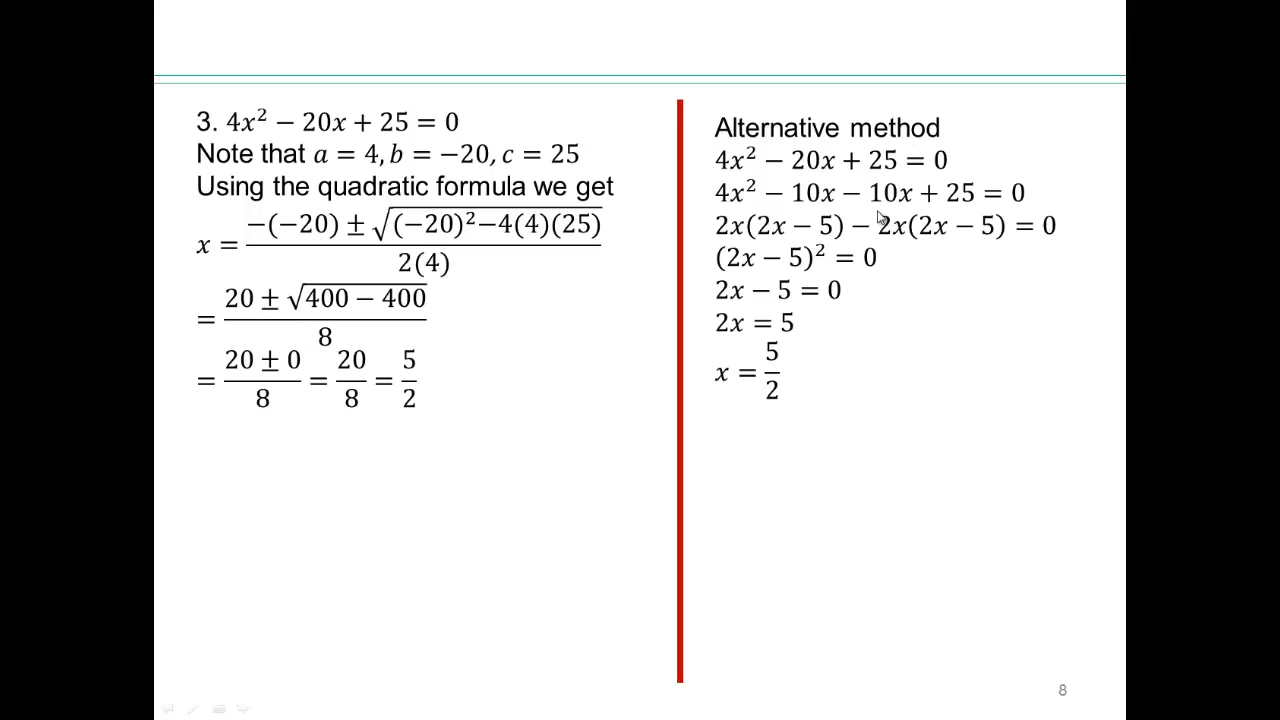 3. 4x² − 20x + 25 = 0
Note that a = 4, b = −20, c = 25
Using the quadratic formula we get
x = (−(−20) ± √((−20)²−4(4)(25))) / (2(4))
= (20 ± √(400 − 400)) / 8
= (20 ± 0) / 8 = 20/8 = 5/2
Alternative method
4x² − 20x + 25 = 0
4x² − 10x − 10x + 25 = 0
2x(2x − 5) − 2x(2x − 5) = 0
(2x − 5)² = 0
2x − 5 = 0
2x = 5
x = 5/2
8